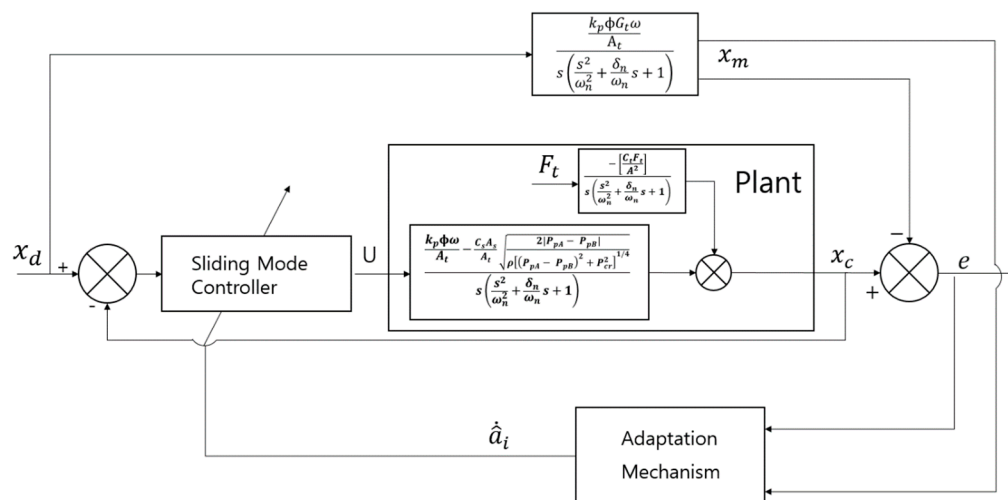 k_p ϕ G_t ω / A_t
s(s²/ω_n² + δ_n/ω_n s + 1)
x_m
F_t
−[C_t F_t / A²]
s(s²/ω_n² + δ_n/ω_n s + 1)
Plant
x_d
+
-
Sliding Mode
Controller
U
k_p ϕ ω / A_t − C_s A_s / A_t √(2|P_pA − P_pB| / ρ[(P_pA − P_pB)² + P_cr²]^1/4)
s(s²/ω_n² + δ_n/ω_n s + 1)
x_c
−
+
e
â̇_i
Adaptation
Mechanism